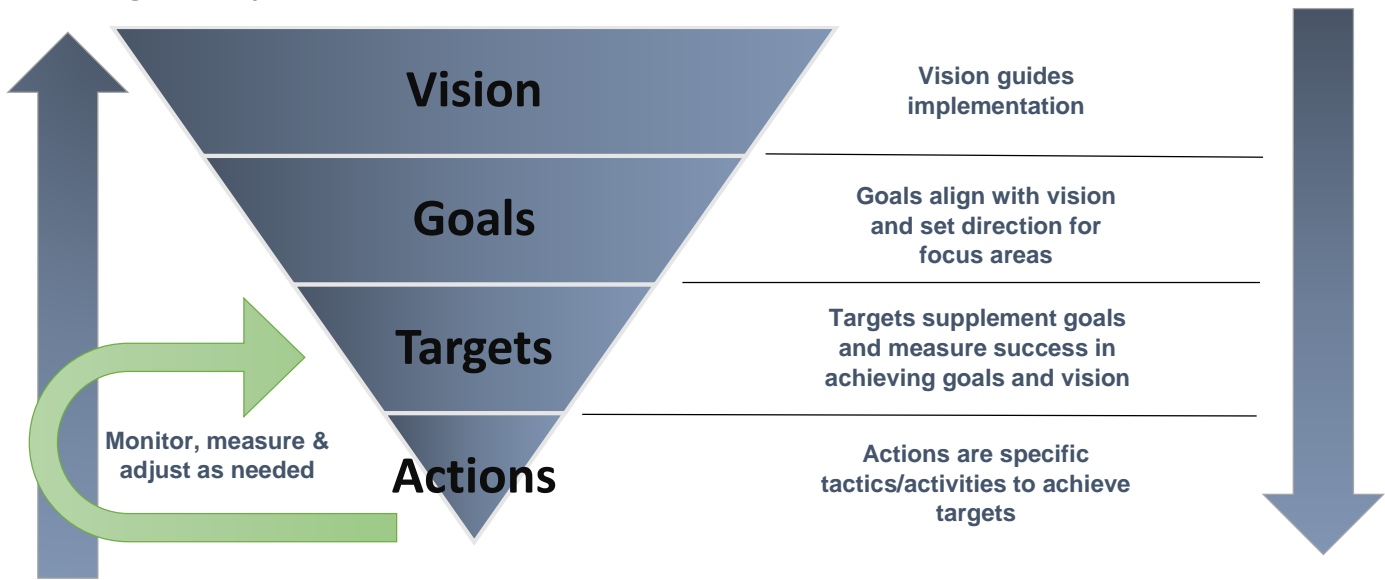 Vision
Vision guides
implementation
Goals
Goals align with vision
and set direction for
focus areas
Targets
Targets supplement goals
and measure success in
achieving goals and vision
Monitor, measure &
adjust as needed
Actions
Actions are specific
tactics/activities to achieve
targets